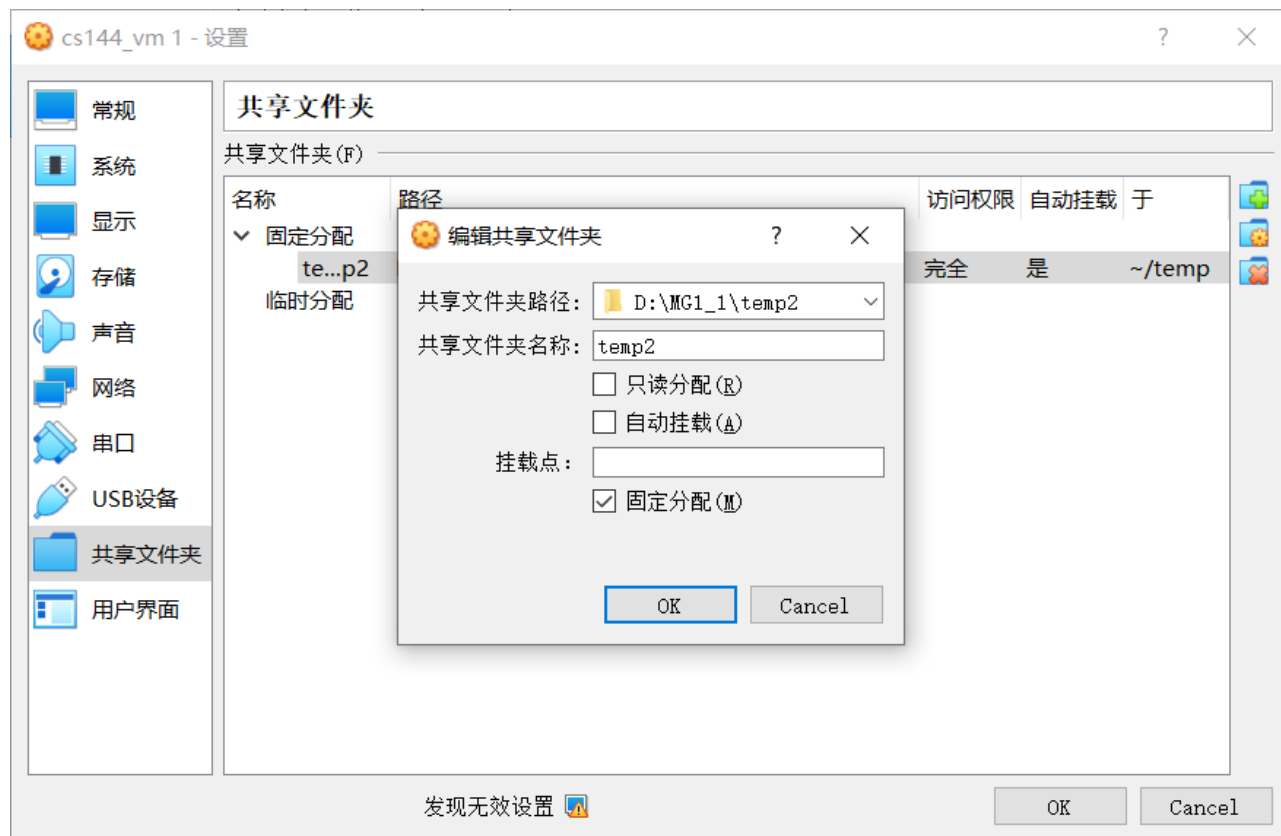 cs144_vm 1 - 设置
常规
系统
显示
存储
声音
网络
串口
USB设备
共享文件夹
用户界面
共享文件夹
共享文件夹(F)
名称 路径 访问权限 自动挂载 于
固定分配
te...p2 完全 是 ~/temp
临时分配
编辑共享文件夹 ?
共享文件夹路径: D:\MG1_1\temp2
共享文件夹名称: temp2
只读分配(R)
自动挂载(A)
挂载点:
固定分配(M)
OK Cancel
发现无效设置
OK Cancel